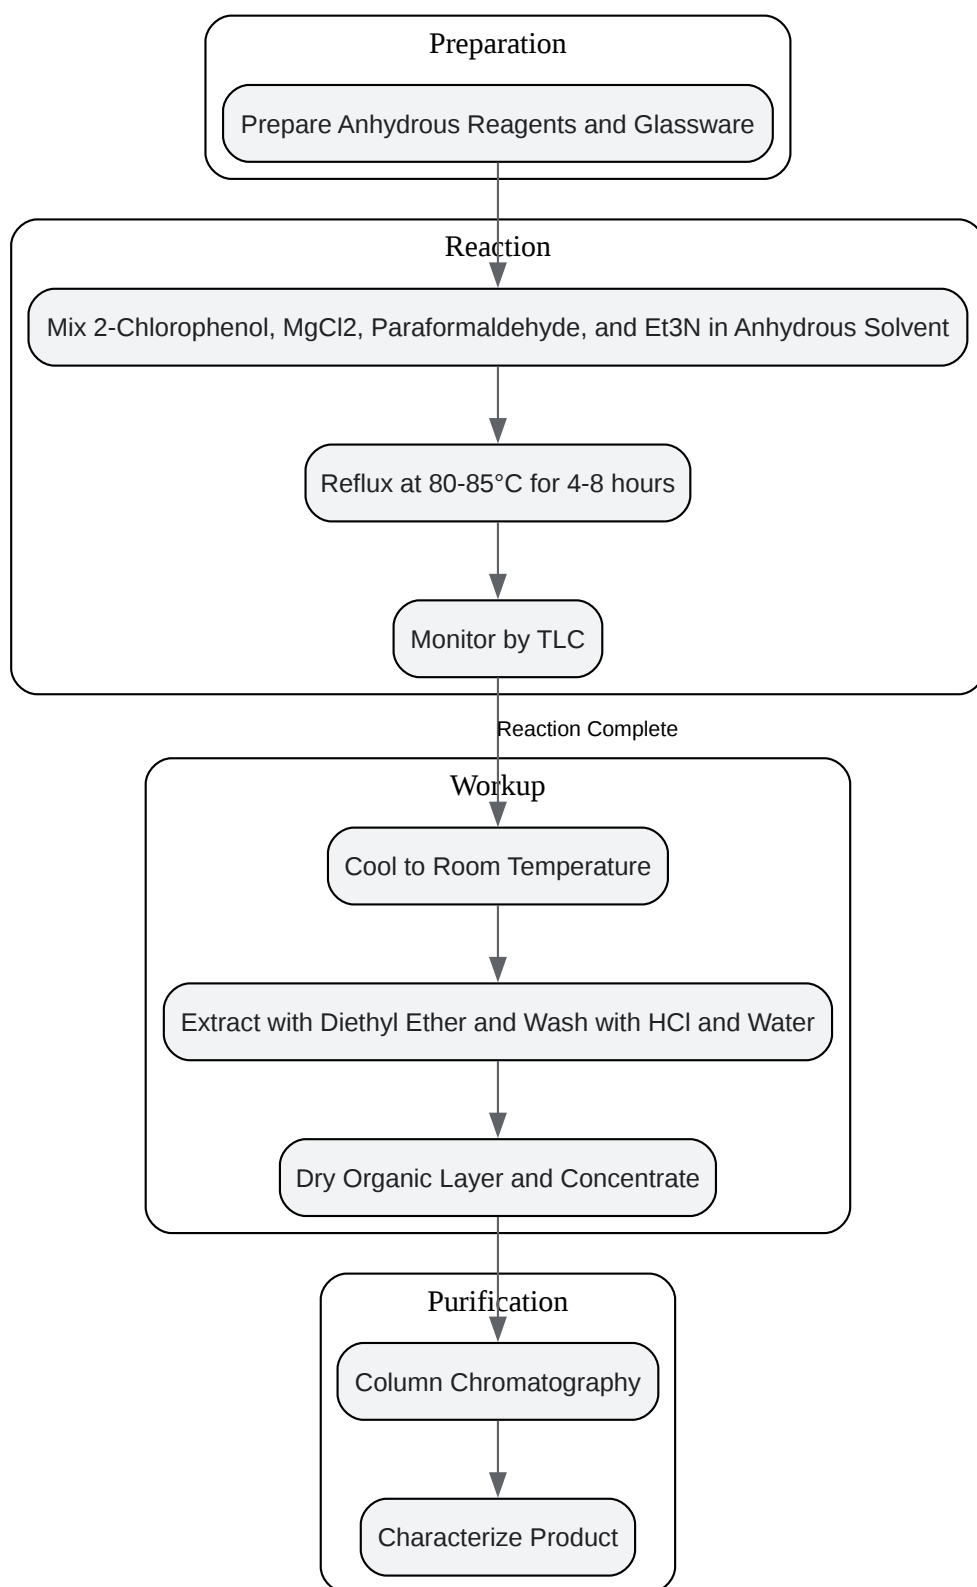 Preparation
Prepare Anhydrous Reagents and Glassware
Reaction
Mix 2-Chlorophenol, MgCl2, Paraformaldehyde, and Et3N in Anhydrous Solvent
Reflux at 80-85°C for 4-8 hours
Monitor by TLC
Reaction Complete
Workup
Cool to Room Temperature
Extract with Diethyl Ether and Wash with HCl and Water
Dry Organic Layer and Concentrate
Purification
Column Chromatography
Characterize Product